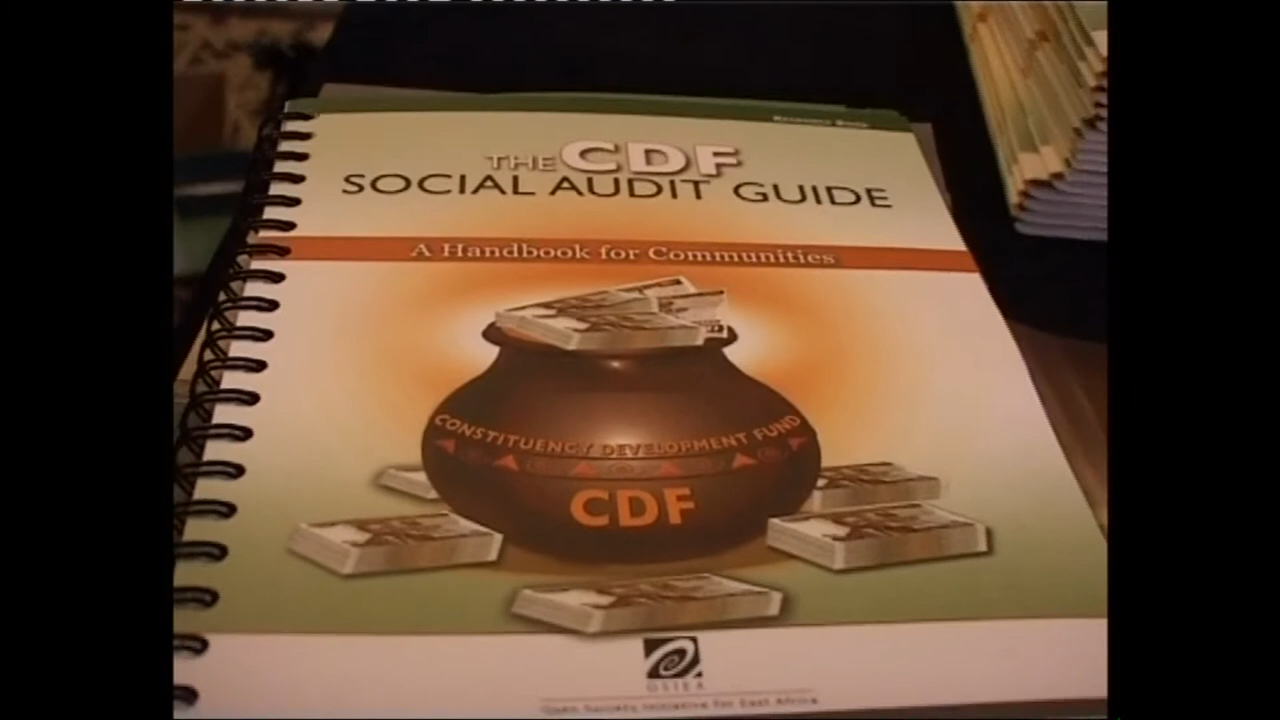 THE CDF
SOCIAL AUDIT GUIDE
A Handbook for Communities
CONSTITUENCY DEVELOPMENT FUND
CDF
OSIEA
Open Society Initiative for East Africa